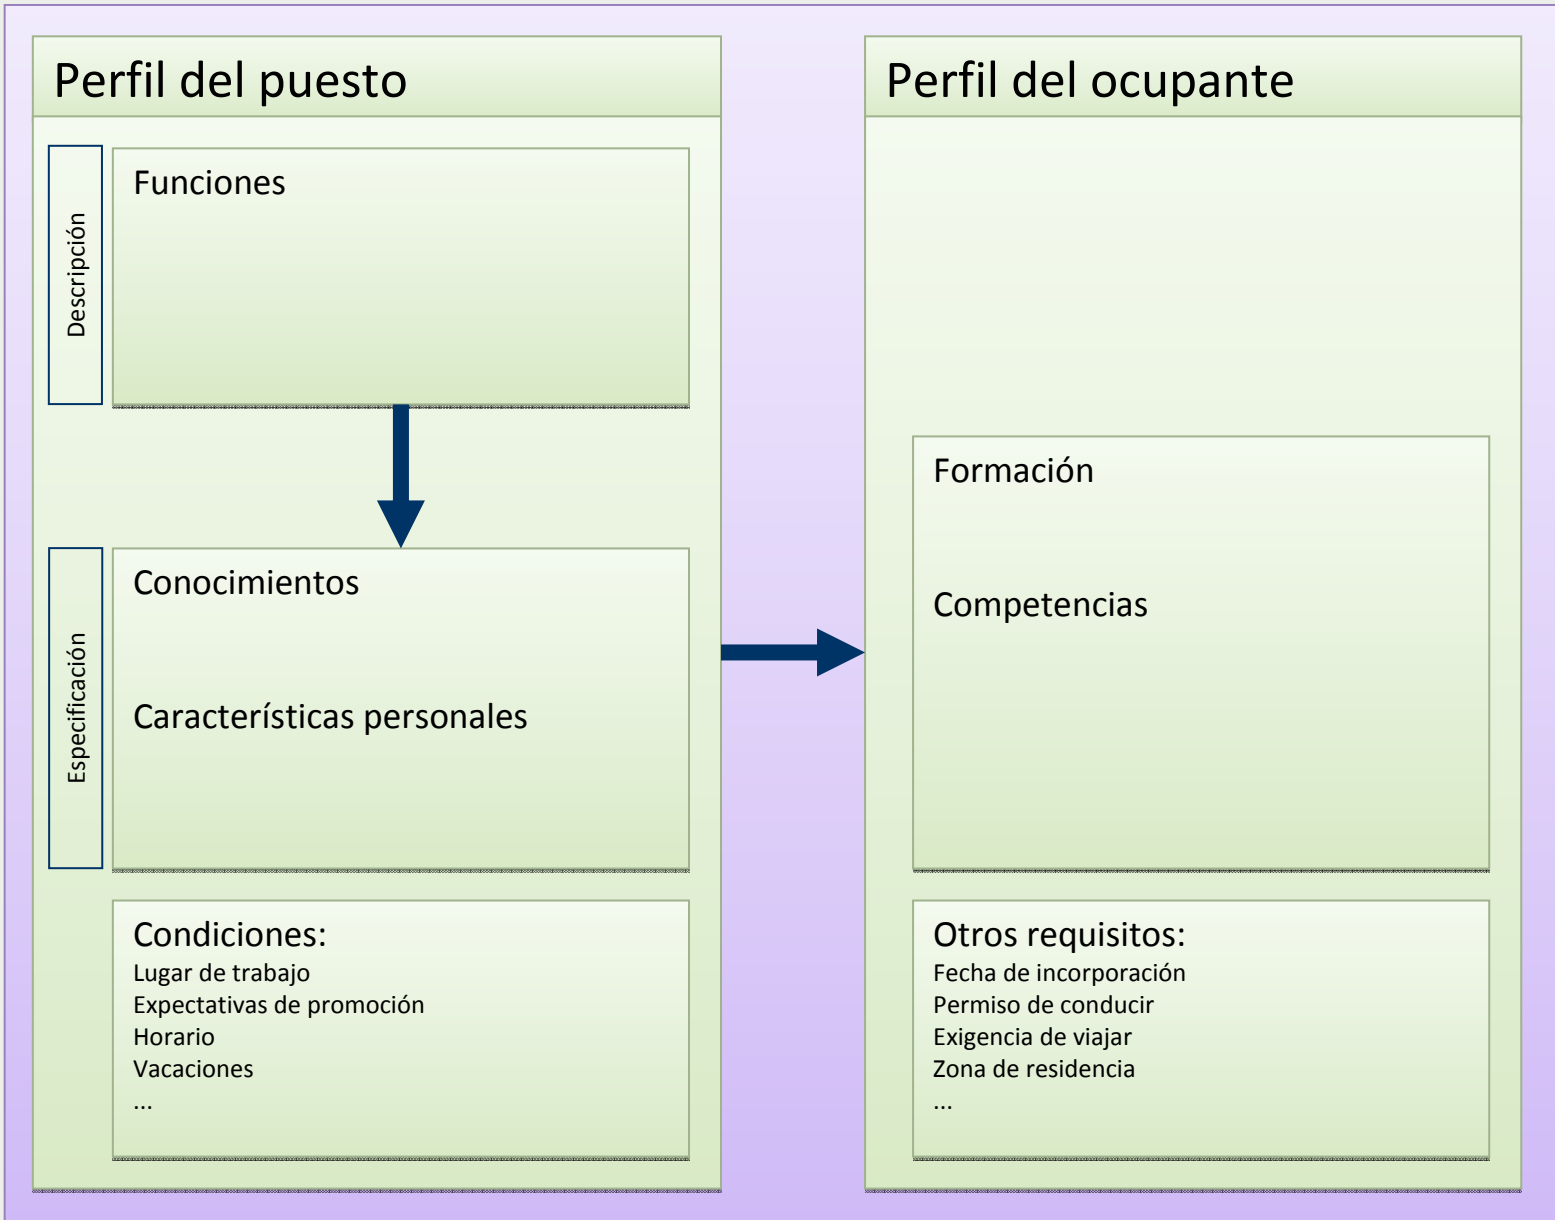 Perfil del puesto
Descripción
Funciones
Especificación
Conocimientos
Características personales
Condiciones:
Lugar de trabajo
Expectativas de promoción
Horario
Vacaciones
...
Perfil del ocupante
Formación
Competencias
Otros requisitos:
Fecha de incorporación
Permiso de conducir
Exigencia de viajar
Zona de residencia
...